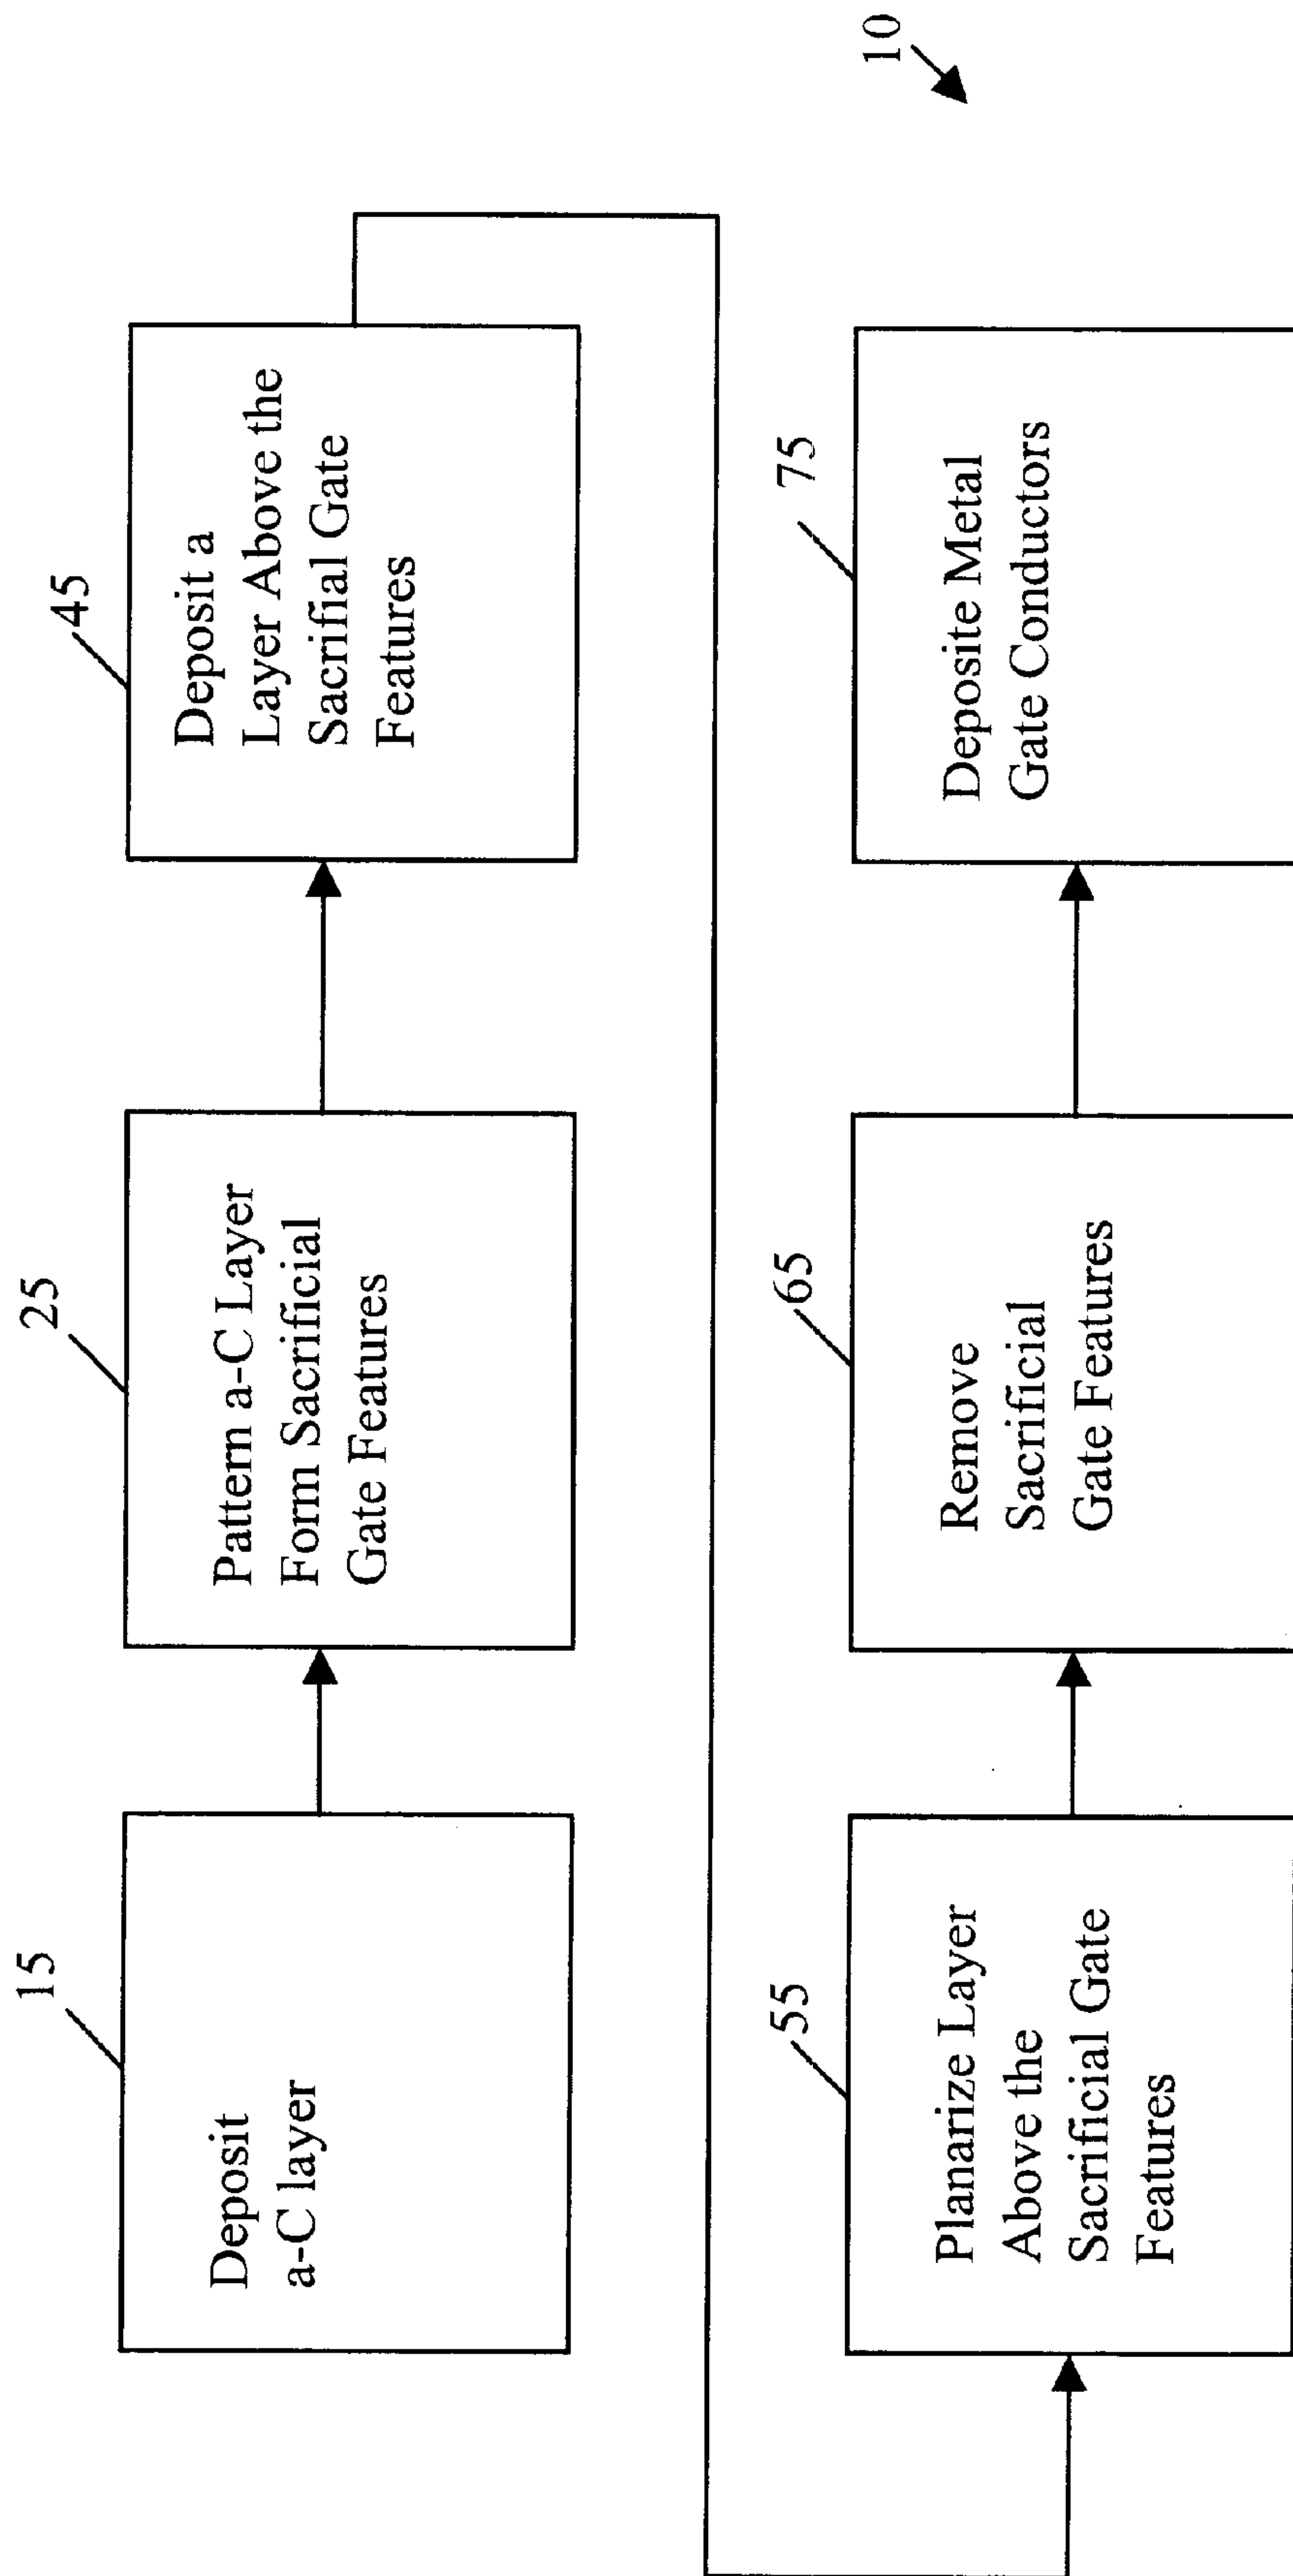 15
Deposit
a-C layer
25
Pattern a-C Layer
Form Sacrificial
Gate Features
45
Deposit a
Layer Above the
Sacrifial Gate
Features
55
Planarize Layer
Above the
Sacrificial Gate
Features
65
Remove
Sacrificial
Gate Features
75
Deposite Metal
Gate Conductors
10